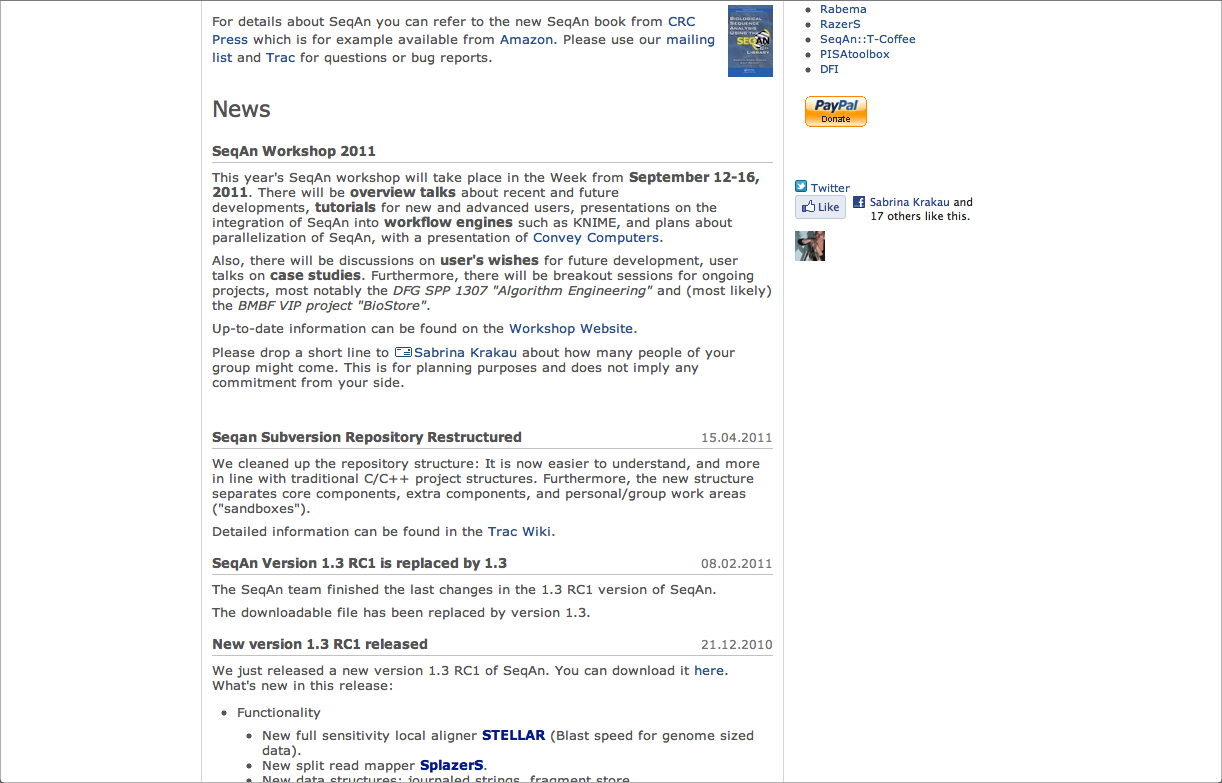 For details about SeqAn you can refer to the new SeqAn book from CRC
Press which is for example available from Amazon. Please use our mailing
list and Trac for questions or bug reports.
BIOLOGICAL
SEQUENCE
ANALYSIS
USING THE
SEQAN
C++
LIBRARY
News
SeqAn Workshop 2011
This year's SeqAn workshop will take place in the Week from September 12-16,
2011. There will be overview talks about recent and future
developments, tutorials for new and advanced users, presentations on the
integration of SeqAn into workflow engines such as KNIME, and plans about
parallelization of SeqAn, with a presentation of Convey Computers.
Also, there will be discussions on user's wishes for future development, user
talks on case studies. Furthermore, there will be breakout sessions for ongoing
projects, most notably the DFG SPP 1307 "Algorithm Engineering" and (most likely)
the BMBF VIP project "BioStore".
Up-to-date information can be found on the Workshop Website.
Please drop a short line to Sabrina Krakau about how many people of your
group might come. This is for planning purposes and does not imply any
commitment from your side.
Seqan Subversion Repository Restructured 15.04.2011
We cleaned up the repository structure: It is now easier to understand, and more
in line with traditional C/C++ project structures. Furthermore, the new structure
separates core components, extra components, and personal/group work areas
("sandboxes").
Detailed information can be found in the Trac Wiki.
SeqAn Version 1.3 RC1 is replaced by 1.3 08.02.2011
The SeqAn team finished the last changes in the 1.3 RC1 version of SeqAn.
The downloadable file has been replaced by version 1.3.
New version 1.3 RC1 released 21.12.2010
We just released a new version 1.3 RC1 of SeqAn. You can download it here.
What's new in this release:
Functionality
New full sensitivity local aligner STELLAR (Blast speed for genome sized
data).
New split read mapper SplazerS.
New data structures: journaled strings, fragment store
Rabema
RazerS
SeqAn::T-Coffee
PISAtoolbox
DFI
PayPal
Donate
Twitter
Like
Sabrina Krakau and
17 others like this.